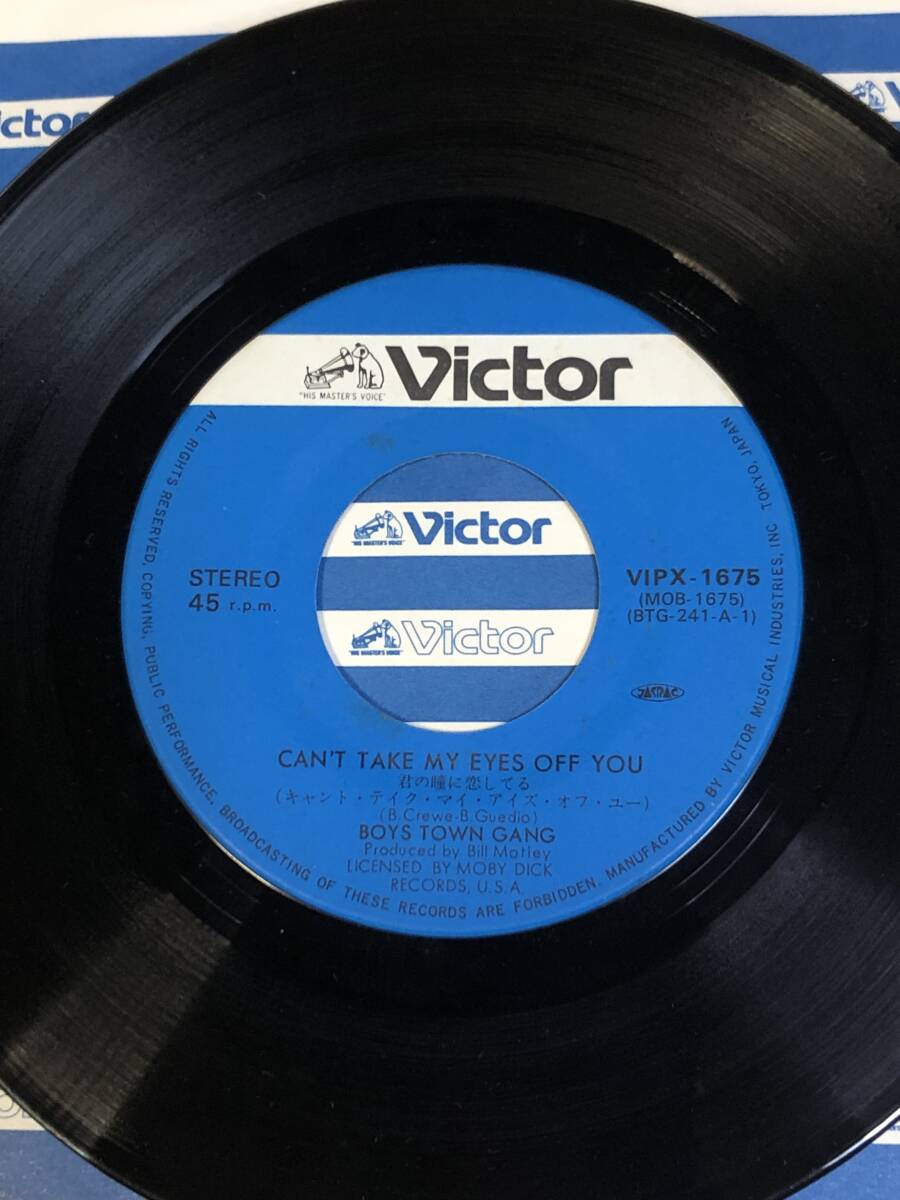 ctor
V
Victor
"HIS MASTER'S VOICE"
Victor
"HIS MASTER'S VOICE"
Victor
"HIS MASTER'S VOICE"
STEREO
45 r.p.m.
VIPX-1675
(MOB-1675)
(BTG-241-A-1)
JASRAC
CAN'T TAKE MY EYES OFF YOU
君の瞳に恋してる
(キャント・テイク・マイ・アイズ・オフ・ユー)
(B.Crewe-B.Guedio)
BOYS TOWN GANG
Produced by Bill Motley
LICENSED BY MOBY DICK
RECORDS, U.S.A.
ALL RIGHTS RESERVED. COPYING, PUBLIC PERFORMANCE, BROADCASTING OF THESE RECORDS ARE FORBIDDEN. MANUFACTURED BY VICTOR MUSICAL INDUSTRIES, INC TOKYO, JAPAN